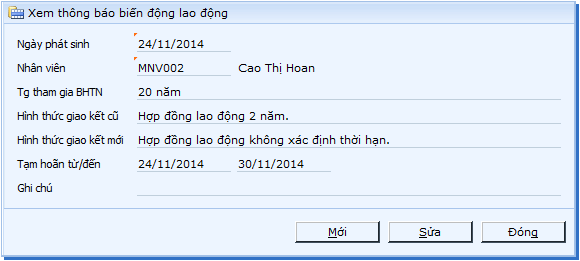 Xem thông báo biến động lao động
Ngày phát sinh 24/11/2014
Nhân viên MNV002 Cao Thị Hoan
Tg tham gia BHTN 20 năm
Hình thức giao kết cũ Hợp đồng lao động 2 năm.
Hình thức giao kết mới Hợp đồng lao động không xác định thời hạn.
Tạm hoãn từ/đến 24/11/2014 30/11/2014
Ghi chú
Mới Sửa Đóng